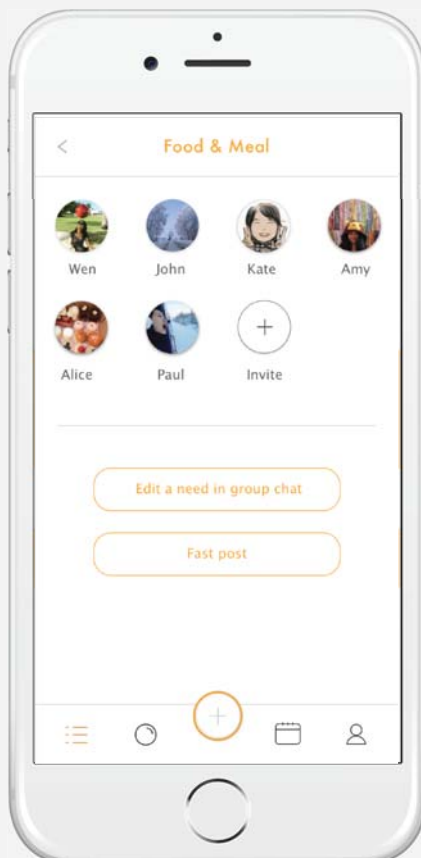 Food & Meal
Wen John Kate Amy
Alice Paul Invite
Edit a need in group chat
Fast post